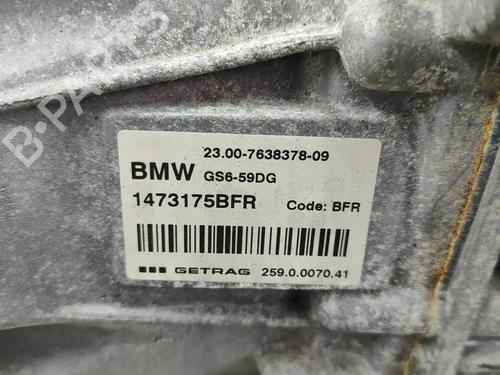 B-PARTS
23.00-7638378-09
BMW GS6-59DG
1473175BFR Code: BFR
GETRAG 259.0.0070.41